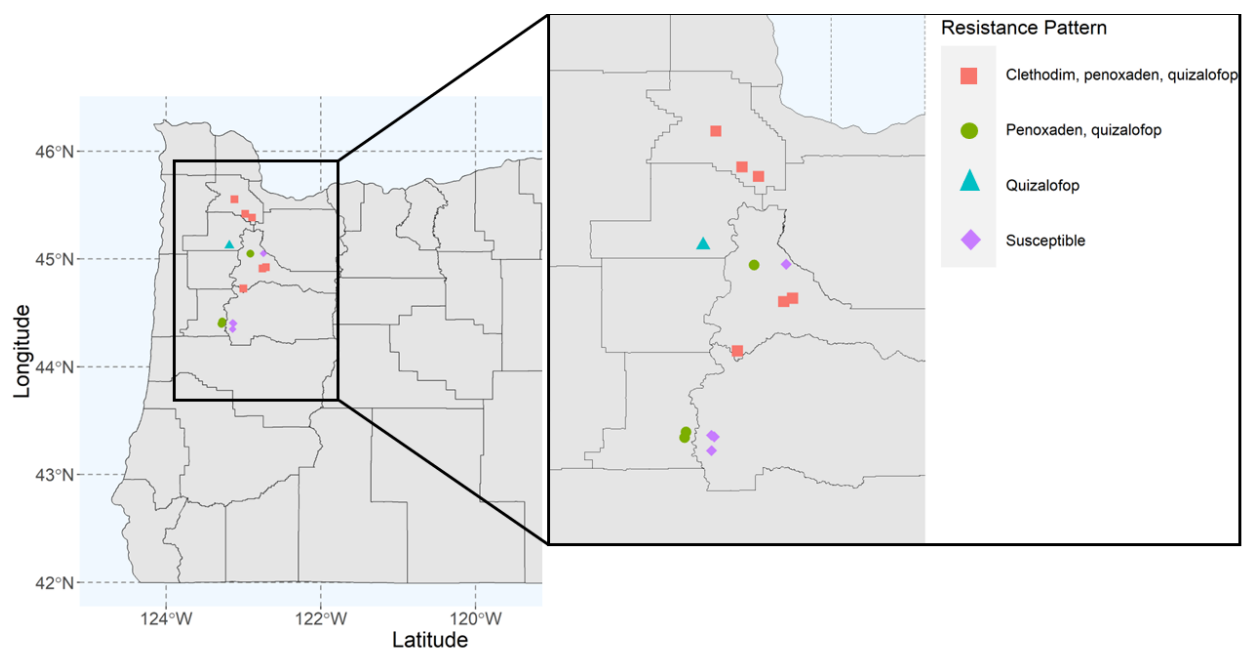 Resistance Pattern
Clethodim, penoxaden, quizalofop
Penoxaden, quizalofop
Quizalofop
Susceptible
46°N
45°N
44°N
43°N
42°N
Longitude
124°W
122°W
120°W
Latitude